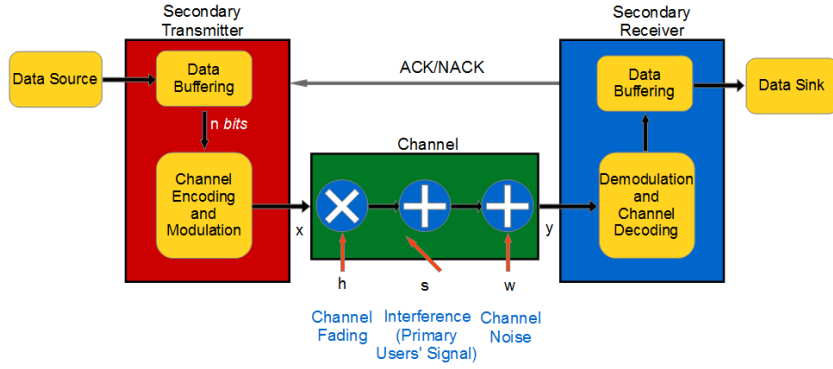 Secondary
Transmitter
Secondary
Receiver
Data Source
Data
Buffering
ACK/NACK
Data
Buffering
Data Sink
n bits
Channel
Channel
Encoding
and
Modulation
Demodulation
and Channel
Decoding
x
y
h
s
w
Channel
Fading
Interference
(Primary
Users' Signal)
Channel
Noise